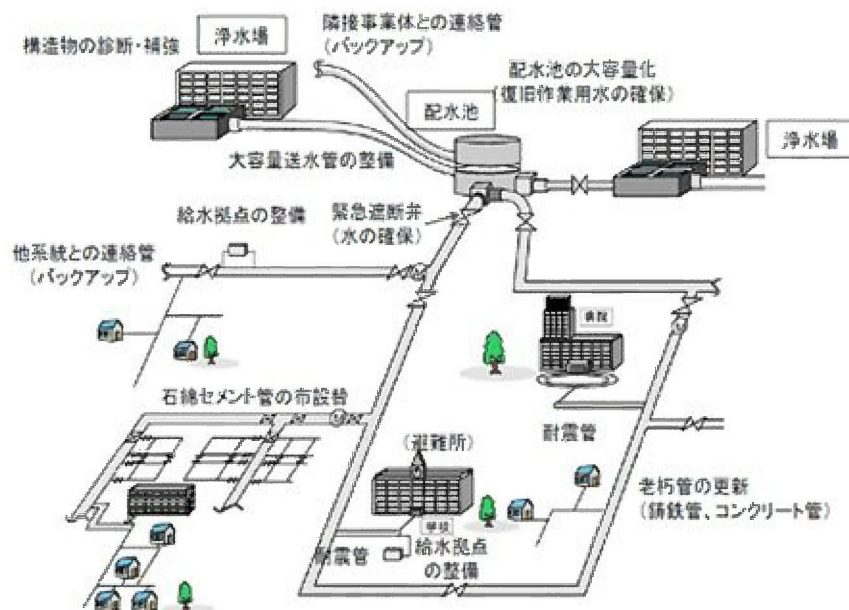 構造物の診断・補強
浄水場
隣接事業体との連絡管
(バックアップ)
配水池の大容量化
(復旧作業用水の確保)
配水池
浄水場
大容量送水管の整備
給水拠点の整備
緊急遮断弁
(水の確保)
他系統との連絡管
(バックアップ)
病院
石綿セメント管の布設替
耐震管
(避難所)
老朽管の更新
(鋳鉄管、コンクリート管)
学校
耐震管
給水拠点
の整備